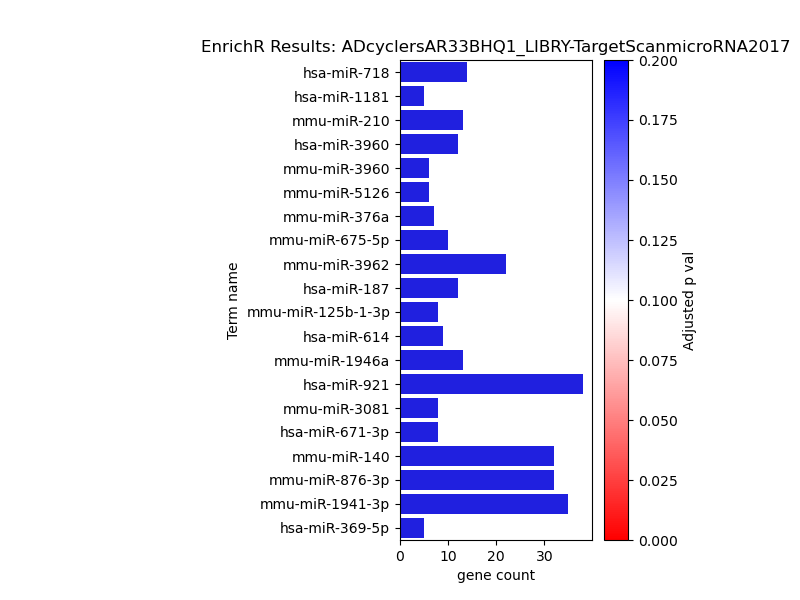 EnrichR Results: ADcyclersAR33BHQ1_LIBRY-TargetScanmicroRNA2017
hsa-miR-718
hsa-miR-1181
mmu-miR-210
hsa-miR-3960
mmu-miR-3960
mmu-miR-5126
mmu-miR-376a
mmu-miR-675-5p
mmu-miR-3962
hsa-miR-187
mmu-miR-125b-1-3p
hsa-miR-614
mmu-miR-1946a
hsa-miR-921
mmu-miR-3081
hsa-miR-671-3p
mmu-miR-140
mmu-miR-876-3p
mmu-miR-1941-3p
hsa-miR-369-5p
Term name
0 10 20 30
gene count
0.200
0.175
0.150
0.125
0.100
0.075
0.050
0.025
0.000
Adjusted p val